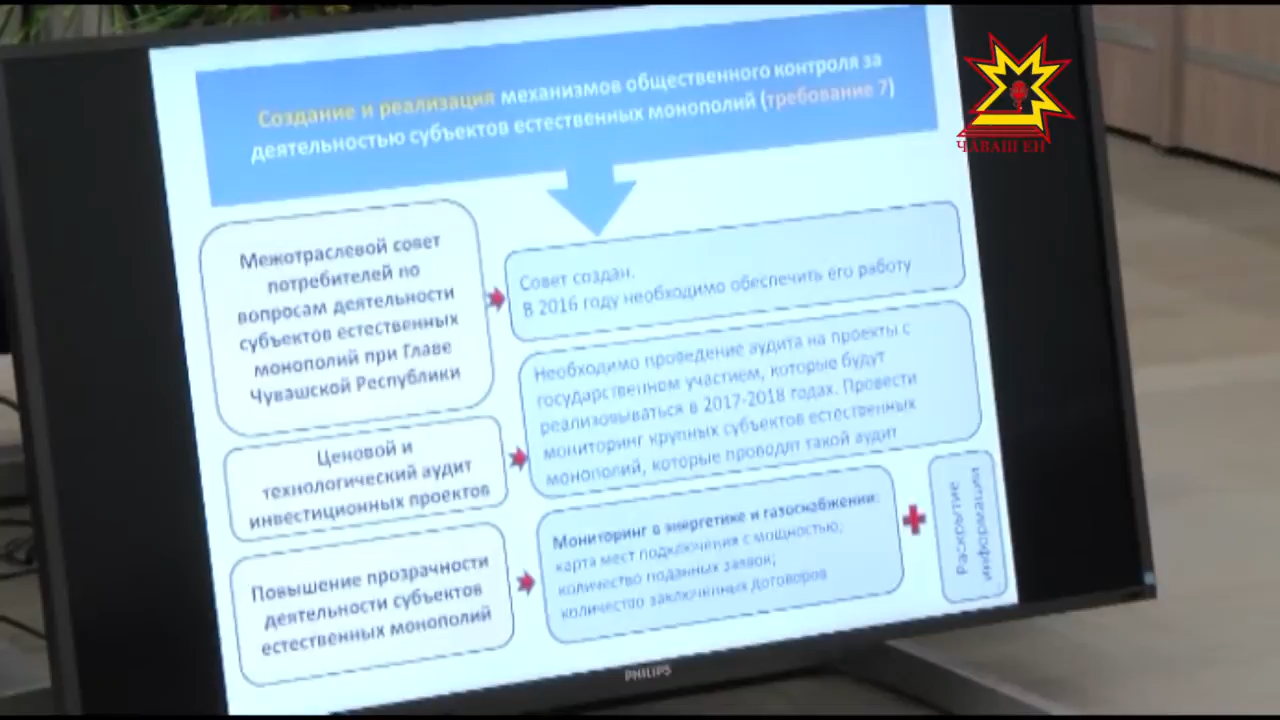 Создание и реализация механизмов общественного контроля за
деятельностью субъектов естественных монополий (требование 7)
Межотраслевой совет
потребителей по
вопросам деятельности
субъектов естественных
монополий при Главе
Чувашской Республики
Совет создан.
В 2016 году необходимо обеспечить его работу
Ценовой и
технологический аудит
инвестиционных проектов
Необходимо проведение аудита на проекты с
государственном участием, которые будут
реализовываться в 2017-2018 годах. Провести
мониторинг крупных субъектов естественных
монополий, которые проводят такой аудит
Повышение прозрачности
деятельности субъектов
естественных монополий
Мониторинг в энергетике и газоснабжении:
карта мест подключения с мощностью;
количество поданных заявок;
количество заключенных договоров
Раскрытие
информации
PHILIPS
ЧӐВАШ ЕН